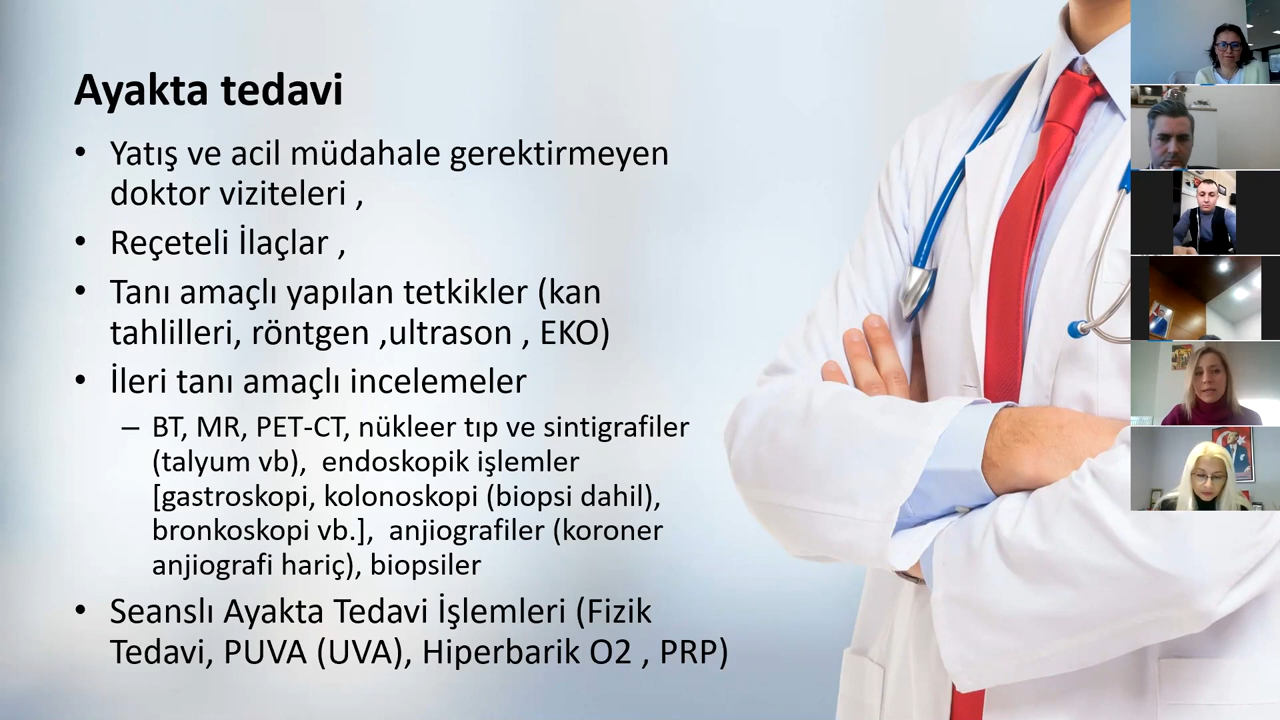 Ayakta tedavi
• Yatış ve acil müdahale gerektirmeyen
doktor viziteleri ,
• Reçeteli İlaçlar ,
• Tanı amaçlı yapılan tetkikler (kan
tahlilleri, röntgen ,ultrason , EKO)
• İleri tanı amaçlı incelemeler
– BT, MR, PET-CT, nükleer tıp ve sintigrafiler
(talyum vb),  endoskopik işlemler
[gastroskopi, kolonoskopi (biopsi dahil),
bronkoskopi vb.],  anjiografiler (koroner
anjiografi hariç), biopsiler
• Seanslı Ayakta Tedavi İşlemleri (Fizik
Tedavi, PUVA (UVA), Hiperbarik O2 , PRP)